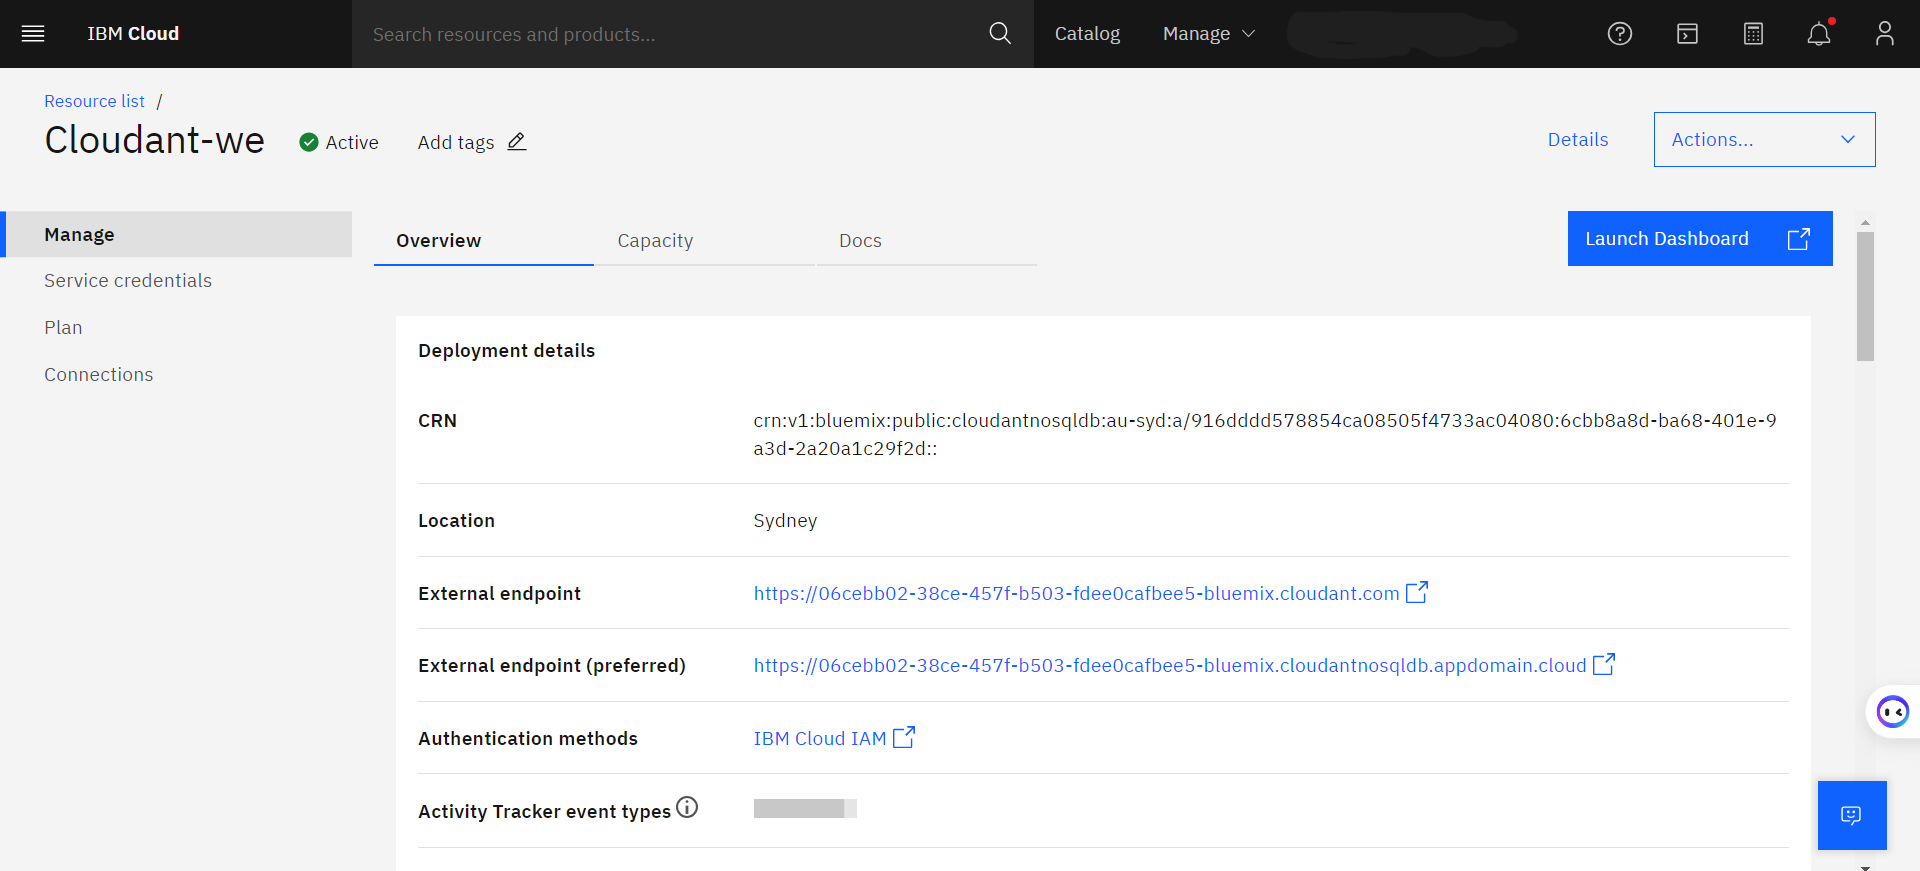 IBM Cloud
Search resources and products...
Catalog
Manage
Resource list /
Cloudant-we
Active
Add tags
Details
Actions...
Manage
Service credentials
Plan
Connections
Overview
Capacity
Docs
Launch Dashboard
Deployment details
CRN
crn:v1:bluemix:public:cloudantnosqldb:au-syd:a/916dddd578854ca08505f4733ac04080:6cbb8a8d-ba68-401e-9
a3d-2a20a1c29f2d::
Location
Sydney
External endpoint
https://06cebb02-38ce-457f-b503-fdee0cafbee5-bluemix.cloudant.com
External endpoint (preferred)
https://06cebb02-38ce-457f-b503-fdee0cafbee5-bluemix.cloudantnosqldb.appdomain.cloud
Authentication methods
IBM Cloud IAM
Activity Tracker event types